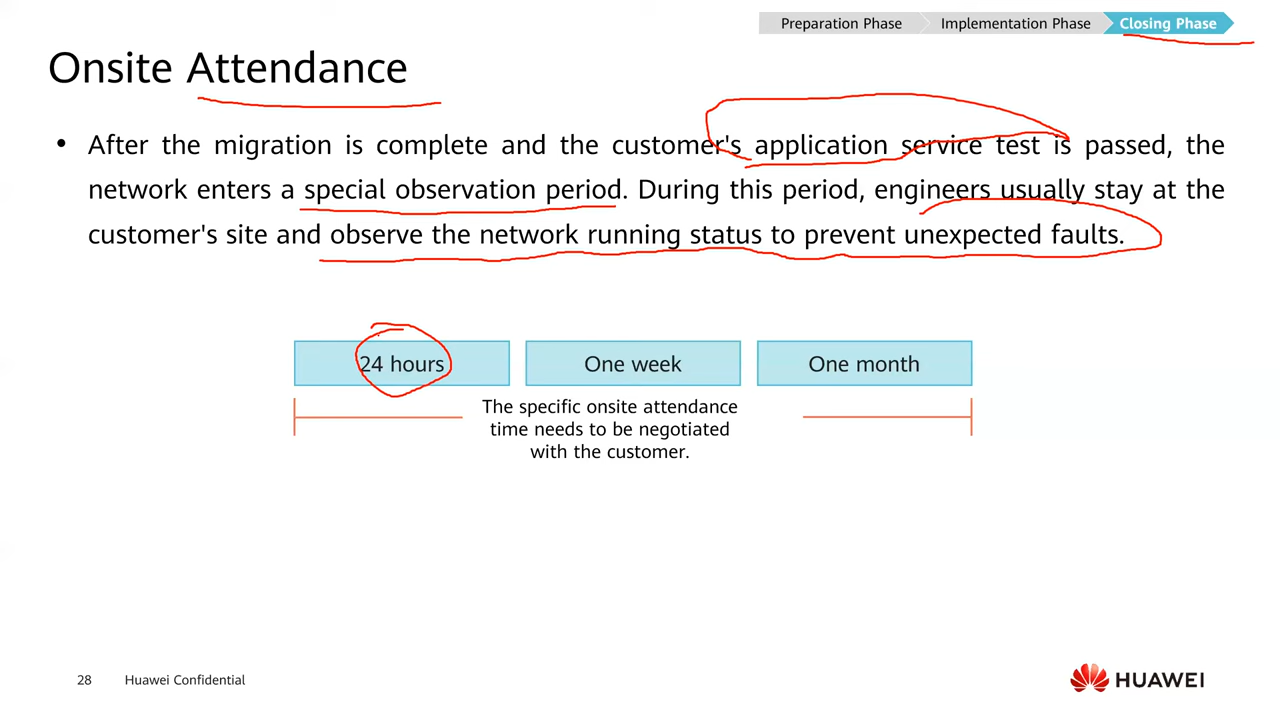 Preparation Phase
Implementation Phase
Closing Phase
Onsite Attendance
• After the migration is complete and the customer's application service test is passed, the
network enters a special observation period. During this period, engineers usually stay at the
customer's site and observe the network running status to prevent unexpected faults.
24 hours
One week
One month
The specific onsite attendance
time needs to be negotiated
with the customer.
28
Huawei Confidential
HUAWEI